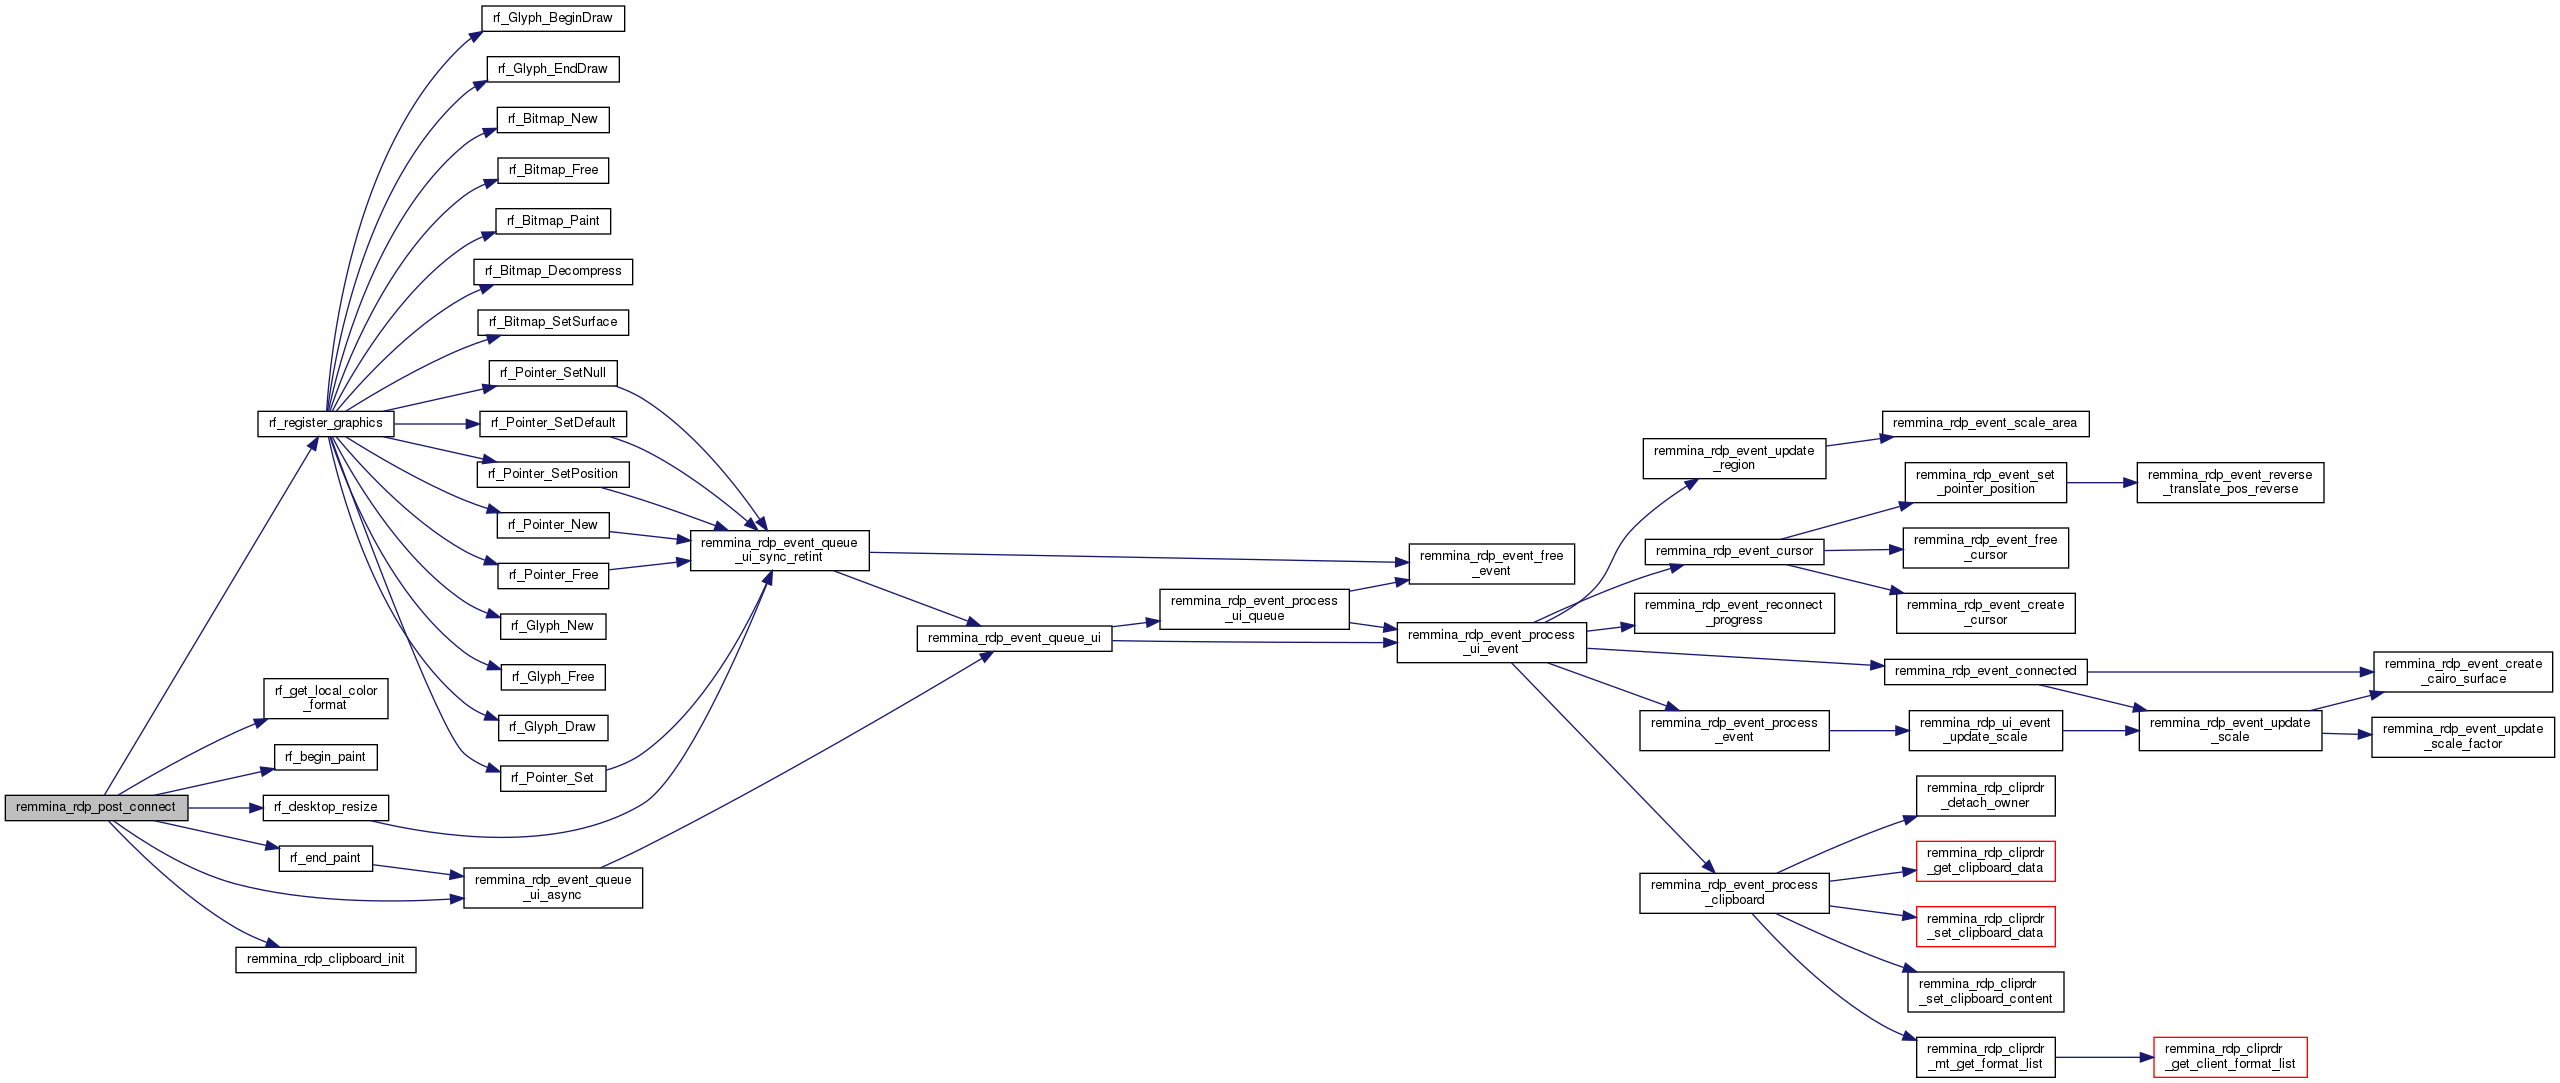 rf_Glyph_BeginDraw
rf_Glyph_EndDraw
rf_Bitmap_New
rf_Bitmap_Free
rf_Bitmap_Paint
rf_Bitmap_Decompress
rf_Bitmap_SetSurface
rf_Pointer_SetNull
rf_register_graphics
rf_Pointer_SetDefault
rf_Pointer_SetPosition
rf_Pointer_New
rf_Pointer_Free
rf_Glyph_New
rf_Glyph_Free
rf_Glyph_Draw
rf_Pointer_Set
remmina_rdp_post_connect
rf_get_local_color
_format
rf_begin_paint
rf_desktop_resize
rf_end_paint
remmina_rdp_clipboard_init
remmina_rdp_event_queue
_ui_async
remmina_rdp_event_queue
_ui_sync_retint
remmina_rdp_event_queue_ui
remmina_rdp_event_process
_ui_queue
remmina_rdp_event_free
_event
remmina_rdp_event_process
_ui_event
remmina_rdp_event_update
_region
remmina_rdp_event_scale_area
remmina_rdp_event_cursor
remmina_rdp_event_set
_pointer_position
remmina_rdp_event_reverse
_translate_pos_reverse
remmina_rdp_event_free
_cursor
remmina_rdp_event_create
_cursor
remmina_rdp_event_reconnect
_progress
remmina_rdp_event_connected
remmina_rdp_event_create
_cairo_surface
remmina_rdp_event_process
_event
remmina_rdp_ui_event
_update_scale
remmina_rdp_event_update
_scale
remmina_rdp_event_update
_scale_factor
remmina_rdp_event_process
_clipboard
remmina_rdp_cliprdr
_detach_owner
remmina_rdp_cliprdr
_get_clipboard_data
remmina_rdp_cliprdr
_set_clipboard_data
remmina_rdp_cliprdr
_set_clipboard_content
remmina_rdp_cliprdr
_mt_get_format_list
remmina_rdp_cliprdr
_get_client_format_list